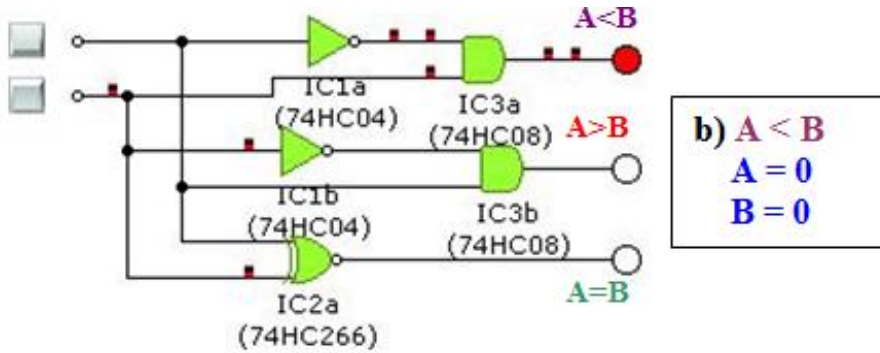 A<B
IC1a
(74HC04)
IC3a
(74HC08)
A>B
IC1b
(74HC04)
IC3b
(74HC08)
A=B
IC2a
(74HC266)
b) A < B
A = 0
B = 0